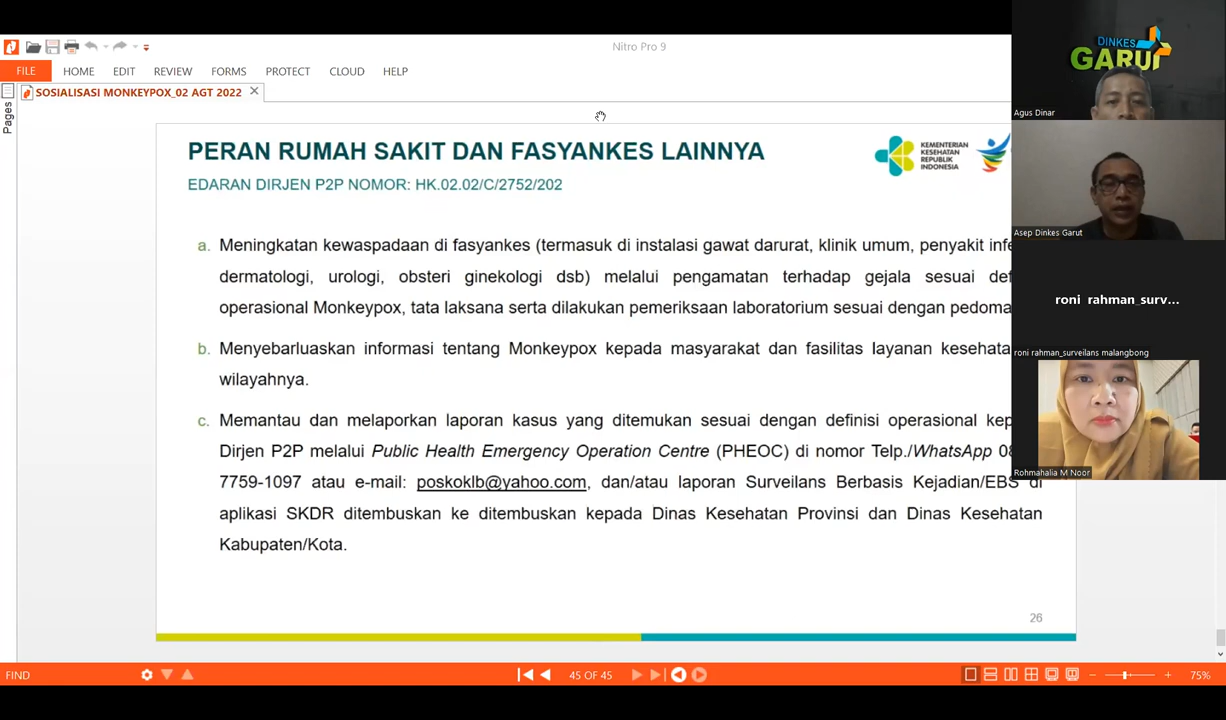 Nitro Pro 9
FILE HOME EDIT REVIEW FORMS PROTECT CLOUD HELP
SOSIALISASI MONKEYPOX_02 AGT 2022
Pages
PERAN RUMAH SAKIT DAN FASYANKES LAINNYA
EDARAN DIRJEN P2P NOMOR: HK.02.02/C/2752/202
KEMENTERIAN
KESEHATAN
REPUBLIK
INDONESIA
a. Meningkatan kewaspadaan di fasyankes (termasuk di instalasi gawat darurat, klinik umum, penyakit infe
dermatologi, urologi, obsteri ginekologi dsb) melalui pengamatan terhadap gejala sesuai def
operasional Monkeypox, tata laksana serta dilakukan pemeriksaan laboratorium sesuai dengan pedoma
b. Menyebarluaskan informasi tentang Monkeypox kepada masyarakat dan fasilitas layanan kesehata
wilayahnya.
c. Memantau dan melaporkan laporan kasus yang ditemukan sesuai dengan definisi operasional kep
Dirjen P2P melalui Public Health Emergency Operation Centre (PHEOC) di nomor Telp./WhatsApp 08
7759-1097 atau e-mail: poskoklb@yahoo.com, dan/atau laporan Surveilans Berbasis Kejadian/EBS di
aplikasi SKDR ditembuskan ke ditembuskan kepada Dinas Kesehatan Provinsi dan Dinas Kesehatan
Kabupaten/Kota.
26
FIND
45 OF 45
75%
DINKES
GARUT
Agus Dinar
Asep Dinkes Garut
roni rahman_surv...
roni rahman_surveilans malangbong
Rohmahalia M Noor